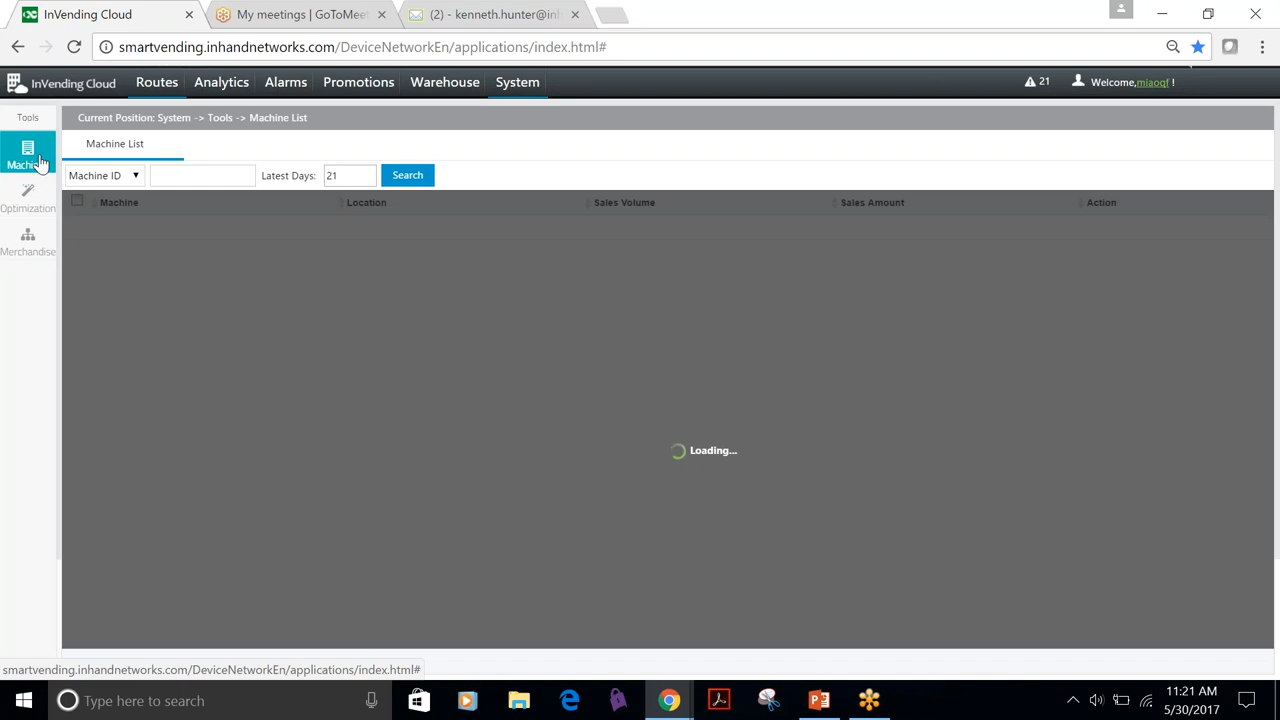 InVending Cloud
My meetings | GoToMee
(2) - kenneth.hunter@inh
smartvending.inhandnetworks.com/DeviceNetworkEn/applications/index.html#
InVending Cloud
Routes
Analytics
Alarms
Promotions
Warehouse
System
21
Welcome,miaoqf !
Tools
Current Position: System -> Tools -> Machine List
Machine List
Machine ID
Latest Days:
21
Search
Optimization
Merchandise
Machine
Location
Sales Volume
Sales Amount
Action
Loading...
smartvending.inhandnetworks.com/DeviceNetworkEn/applications/index.html#
Type here to search
11:21 AM
5/30/2017